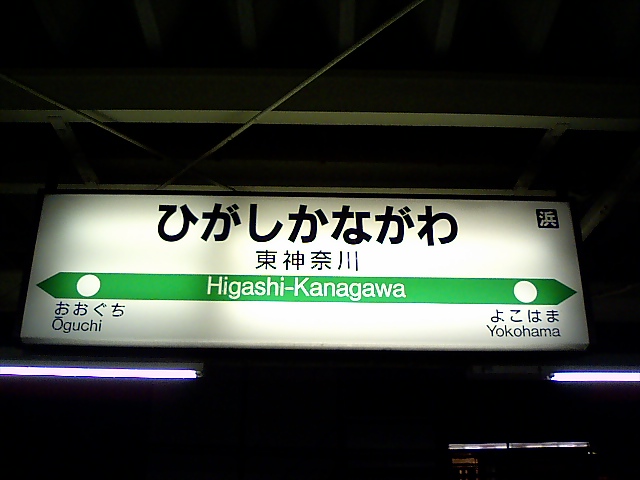 ひがしかながわ
浜
東神奈川
Higashi-Kanagawa
おおぐち
Ōguchi
よこはま
Yokohama